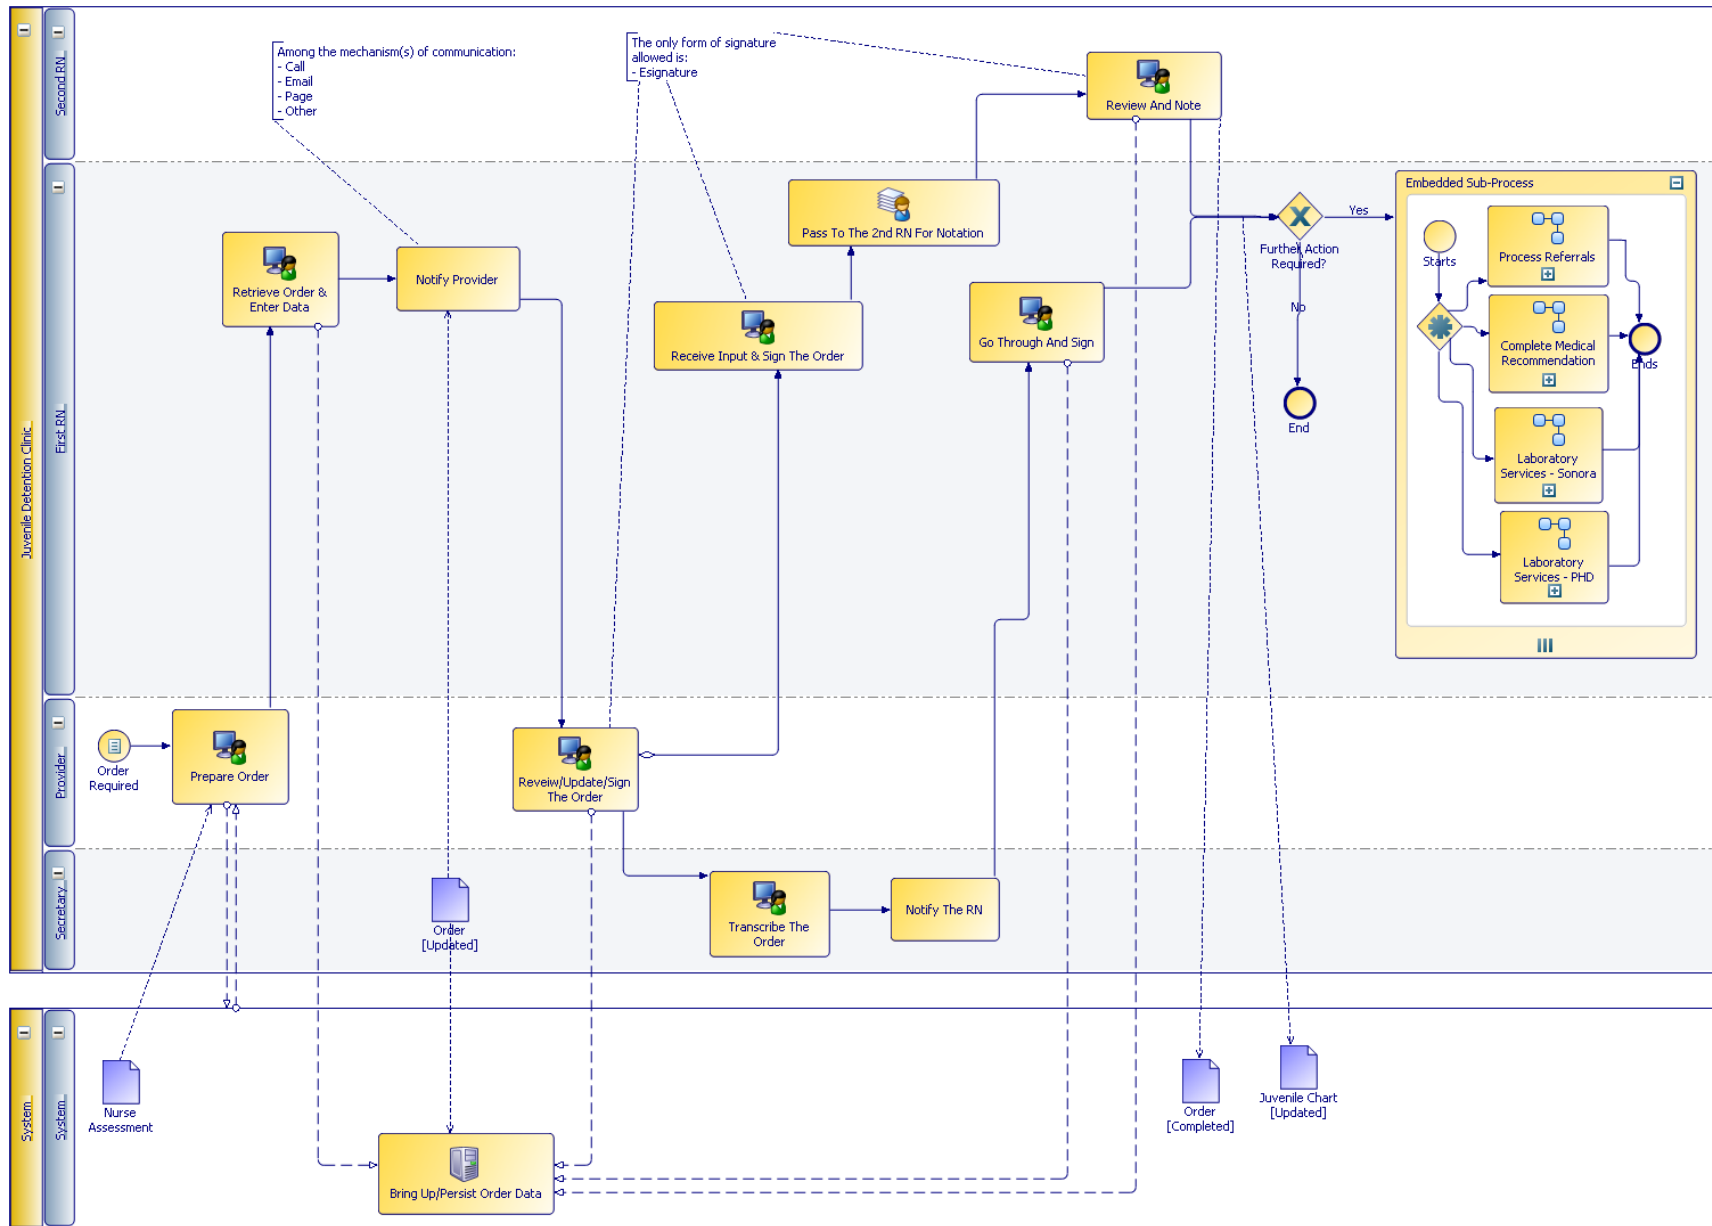 Juvenile Detention Clinic
Second RN
Among the mechanism(s) of communication:
- Call
- Email
- Page
- Other
The only form of signature
allowed is:
- Esignature
Review And Note
First RN
Retrieve Order &
Enter Data
Notify Provider
Receive Input & Sign The Order
Pass To The 2nd RN For Notation
Go Through And Sign
Further Action
Required?
Yes
No
End
Embedded Sub-Process
Starts
Process Referrals
Complete Medical
Recommendation
Laboratory
Services - Sonora
Laboratory
Services - PHD
Ends
Provider
Order
Required
Prepare Order
Reveiw/Update/Sign
The Order
Secretary
Order
[Updated]
Transcribe The
Order
Notify The RN
System
System
Nurse
Assessment
Bring Up/Persist Order Data
Order
[Completed]
Juvenile Chart
[Updated]